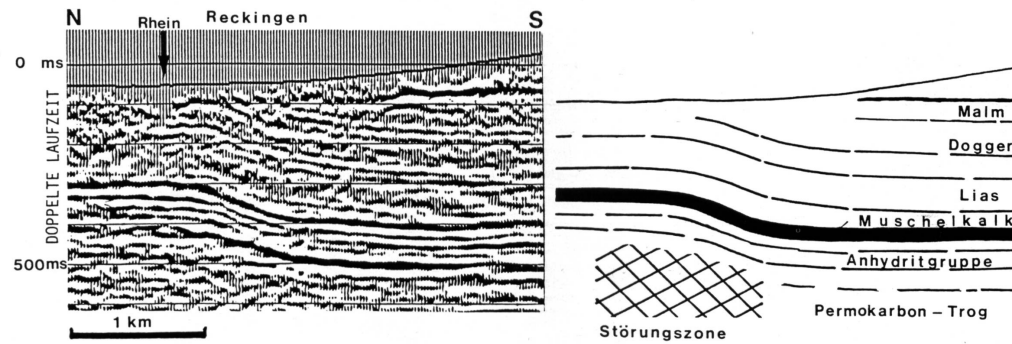 N
Rhein
Reckingen
S
0 ms
DOPPELTE LAUFZEIT
500ms
1 km
Malm
Dogger
Lias
Muschelkalk
Anhydritgruppe
Permokarbon – Trog
Störungszone